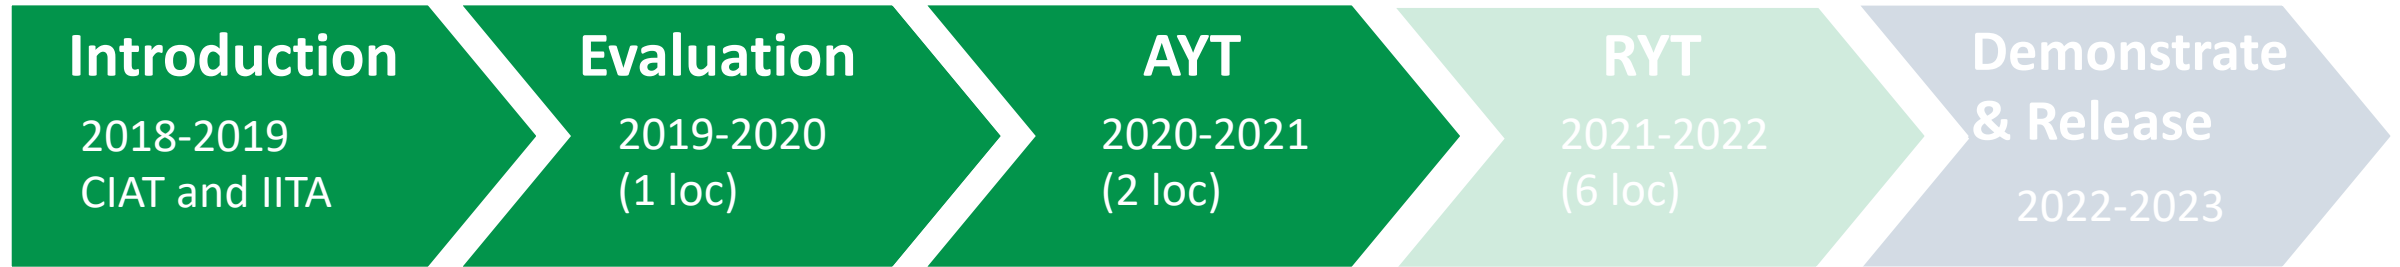 Introduction
2018-2019
CIAT and IITA
Evaluation
2019-2020
(1 loc)
AYT
2020-2021
(2 loc)
RYT
2021-2022
(6 loc)
Demonstrate
& Release
2022-2023